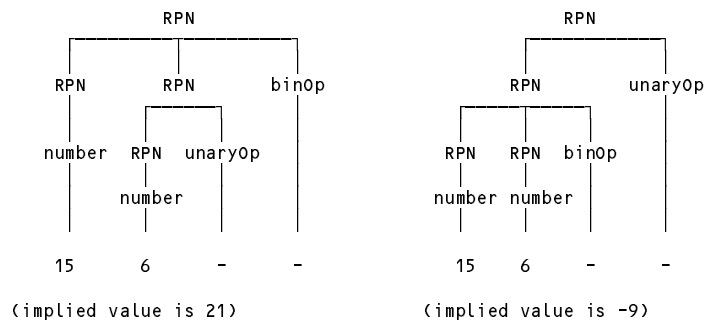 RPN RPN
RPN RPN binOp RPN unaryOp
number RPN unaryOp RPN RPN binOp
number number number
15 6 - - 15 6 - -
(implied value is 21) (implied value is -9)